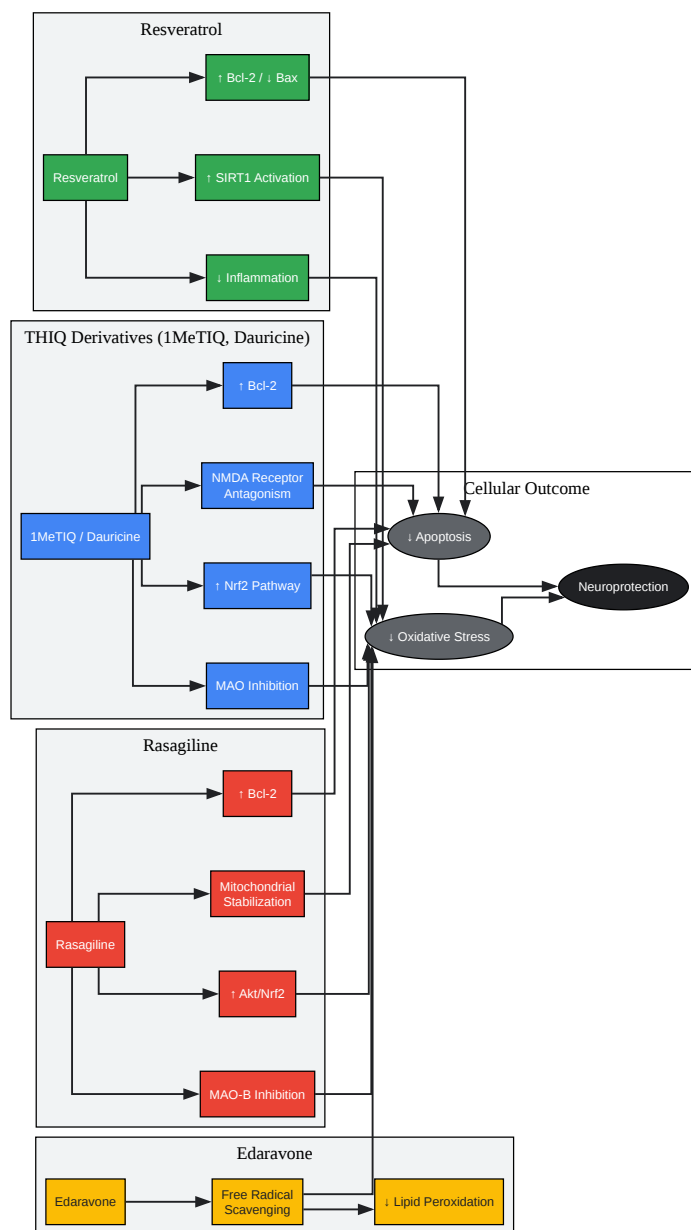 Resveratrol
↑ Bcl-2 / ↓ Bax
Resveratrol
↑ SIRT1 Activation
↓ Inflammation
THIQ Derivatives (1MeTIQ, Dauricine)
↑ Bcl-2
NMDA Receptor
Antagonism
1MeTIQ / Dauricine
↑ Nrf2 Pathway
MAO Inhibition
Cellular Outcome
↓ Apoptosis
Neuroprotection
↓ Oxidative Stress
Rasagiline
↑ Bcl-2
Mitochondrial
Stabilization
Rasagiline
↑ Akt/Nrf2
MAO-B Inhibition
Edaravone
Edaravone
Free Radical
Scavenging
↓ Lipid Peroxidation